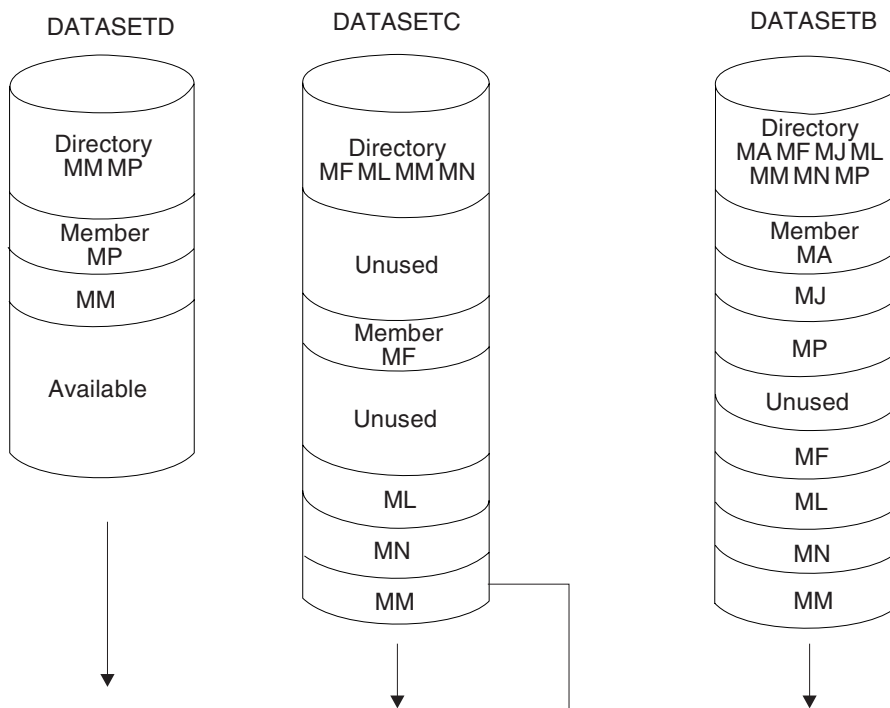 DATASETD
Directory
MM MP
Member
MP
MM
Available
DATASETC
Directory
MF ML MM MN
Unused
Member
MF
Unused
ML
MN
MM
DATASETB
Directory
MA MF MJ ML
MM MN MP
Member
MA
MJ
MP
Unused
MF
ML
MN
MM